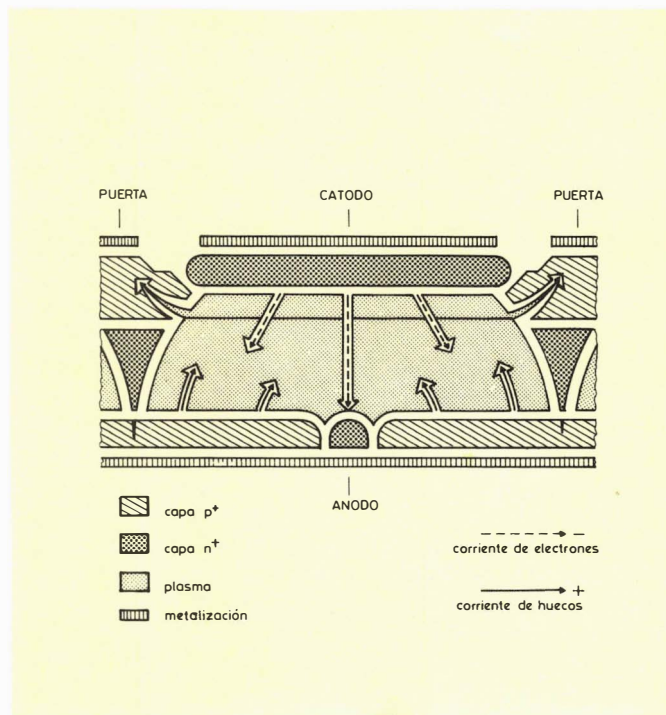 PUERTA CATODO PUERTA
ANODO
capa p+
capa n+
plasma
metalización
−
corriente de electrones
+
corriente de huecos